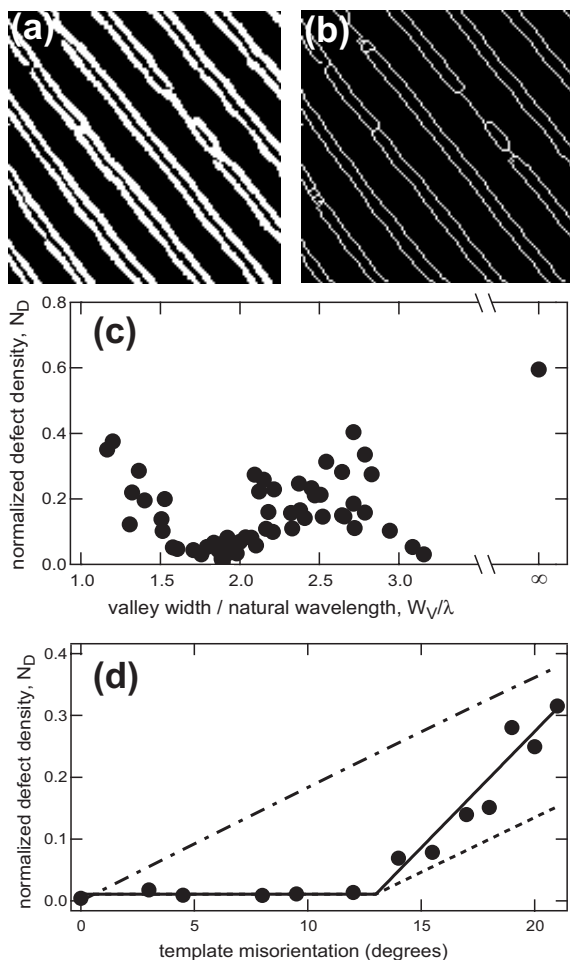 (a)
(b)
(c)
normalized defect density, N_D
0.8
0.6
0.4
0.2
0.0
1.0 1.5 2.0 2.5 3.0 ∞
valley width / natural wavelength, W_V/λ
(d)
normalized defect density, N_D
0.4
0.3
0.2
0.1
0.0
0 5 10 15 20
template misorientation (degrees)